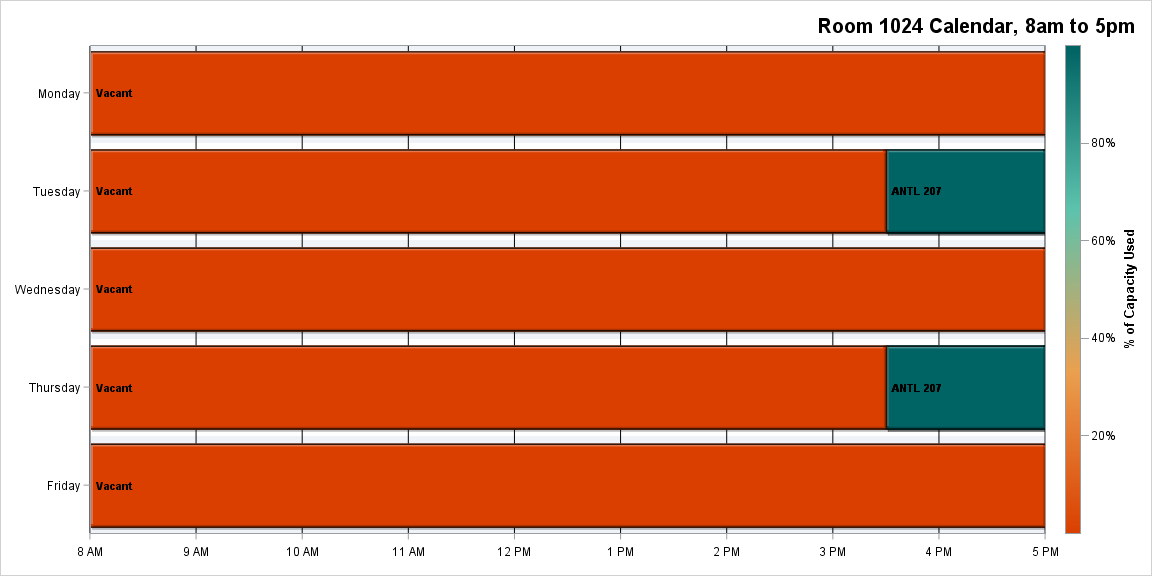 Room 1024 Calendar, 8am to 5pm
Monday
Vacant
Tuesday
Vacant
ANTL 207
Wednesday
Vacant
Thursday
Vacant
ANTL 207
Friday
Vacant
8 AM
9 AM
10 AM
11 AM
12 PM
1 PM
2 PM
3 PM
4 PM
5 PM
80%
60%
40%
20%
% of Capacity Used